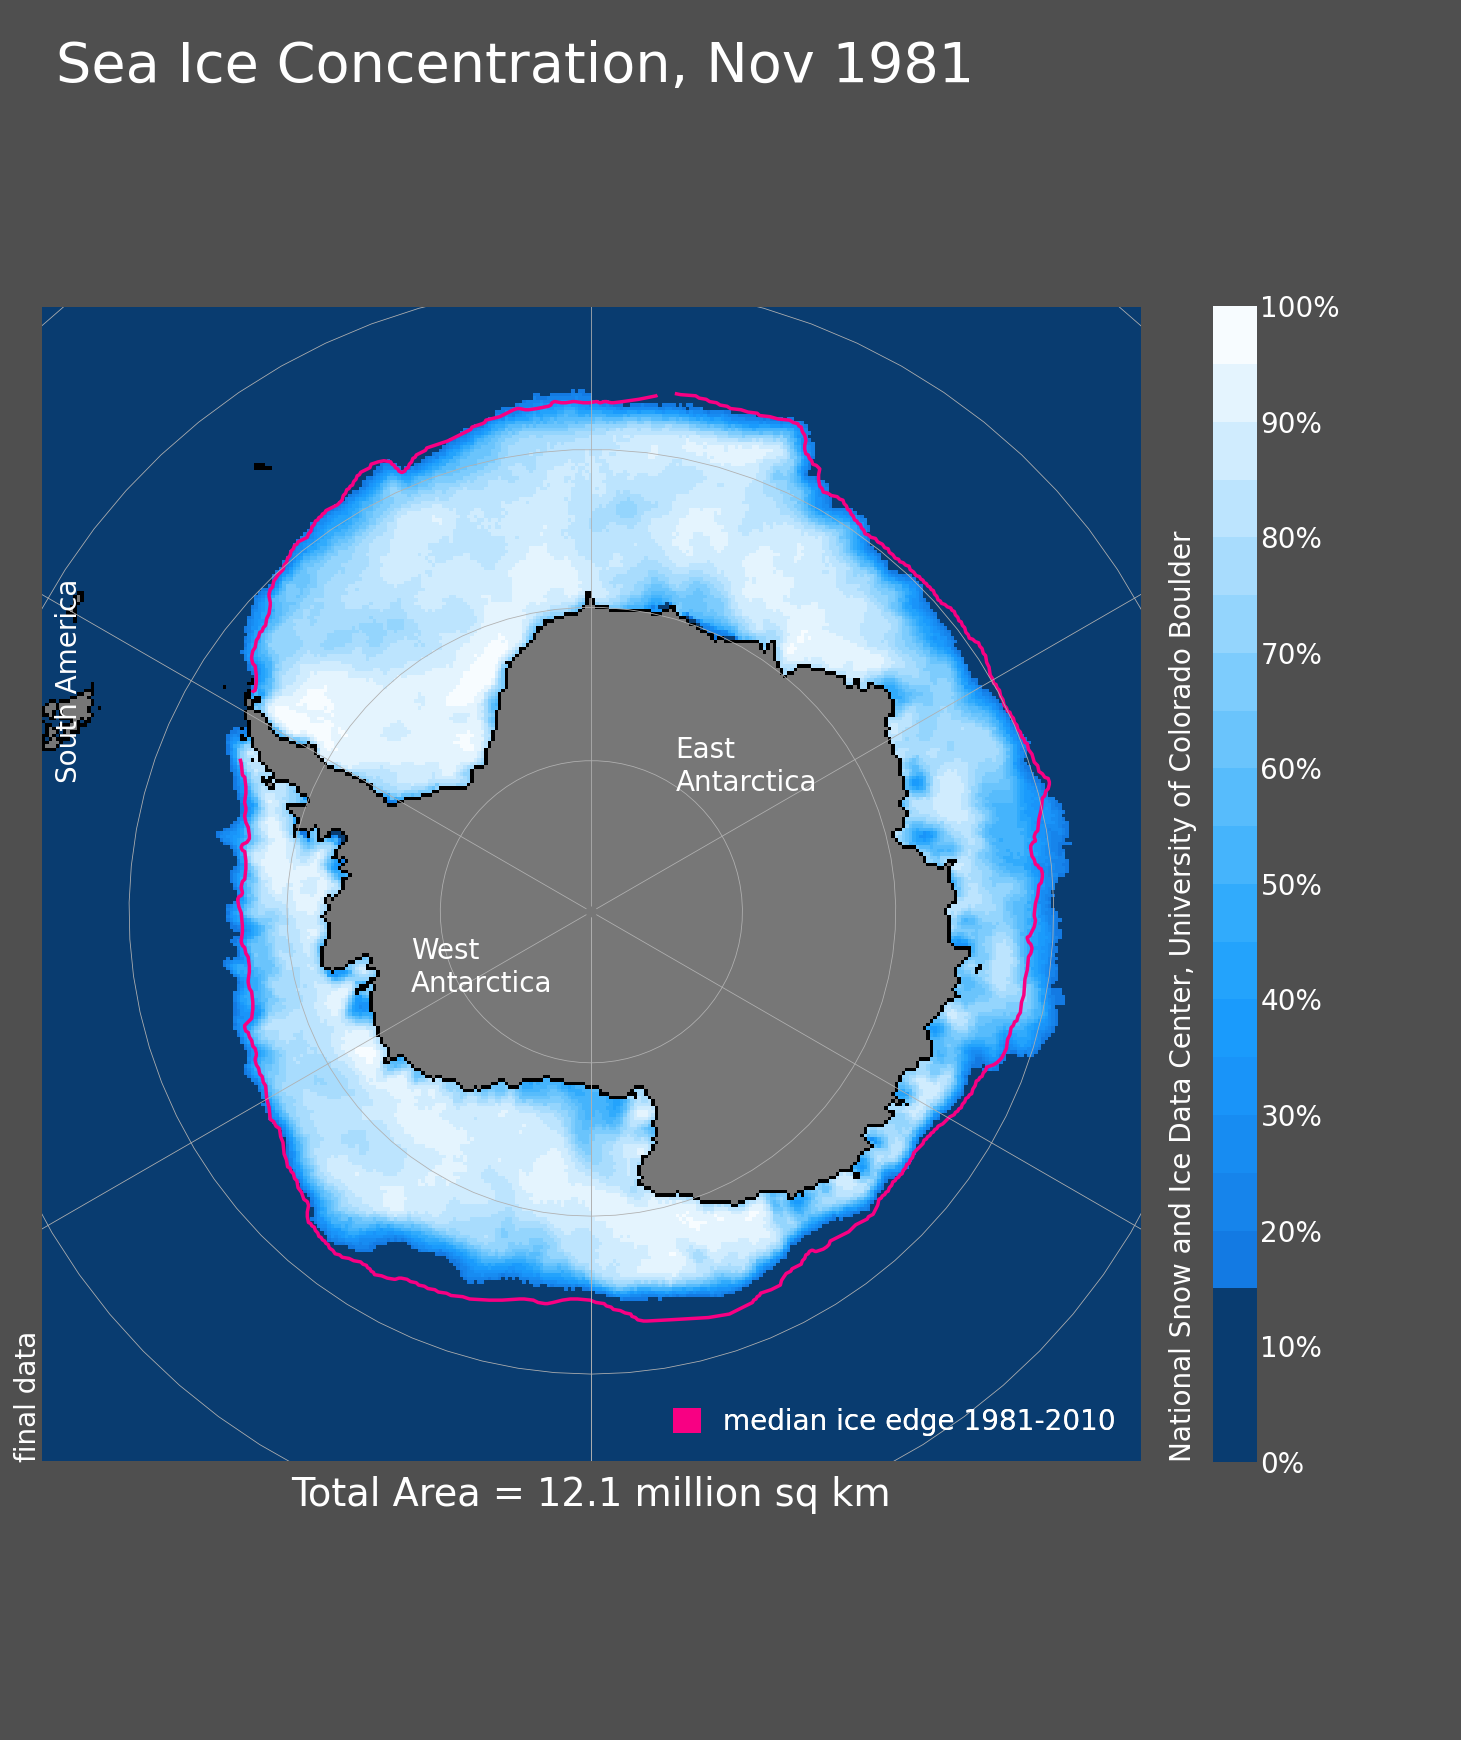 Sea Ice Concentration, Nov 1981
South America
East
Antarctica
West
Antarctica
median ice edge 1981-2010
final data
Total Area = 12.1 million sq km
National Snow and Ice Data Center, University of Colorado Boulder
100%
90%
80%
70%
60%
50%
40%
30%
20%
10%
0%